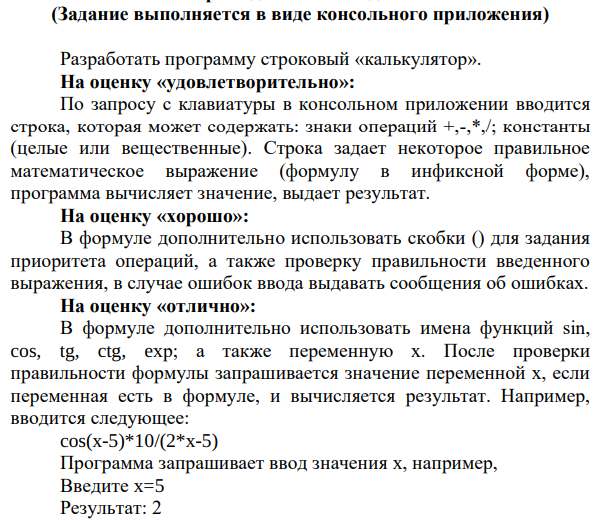 (Задание выполняется в виде консольного приложения)
Разработать программу строковый «калькулятор».
На оценку «удовлетворительно»:
По запросу с клавиатуры в консольном приложении вводится
строка, которая может содержать: знаки операций +,-,*,/; константы
(целые или вещественные). Строка задает некоторое правильное
математическое выражение (формулу в инфиксной форме),
программа вычисляет значение, выдает результат.
На оценку «хорошо»:
В формуле дополнительно использовать скобки () для задания
приоритета операций, а также проверку правильности введенного
выражения, в случае ошибок ввода выдавать сообщения об ошибках.
На оценку «отлично»:
В формуле дополнительно использовать имена функций sin,
cos, tg, ctg, exp; а также переменную x. После проверки
правильности формулы запрашивается значение переменной x, если
переменная есть в формуле, и вычисляется результат. Например,
вводится следующее:
cos(x-5)*10/(2*x-5)
Программа запрашивает ввод значения x, например,
Введите x=5
Результат: 2